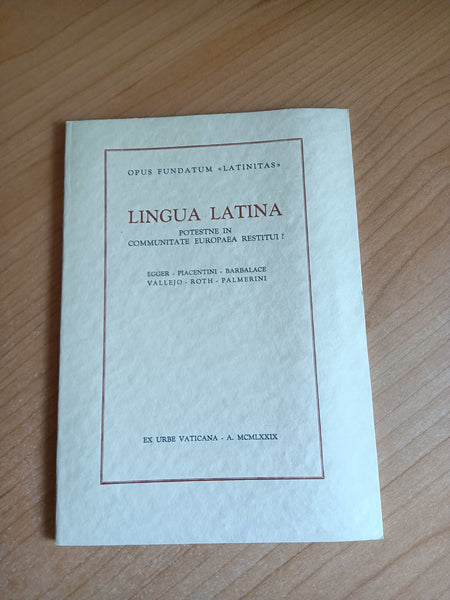 OPUS FUNDATUM «LATINITAS»
LINGUA LATINA
POTESTNE IN
COMMUNITATE EUROPAEA RESTITUI?
EGGER - PIACENTINI - BARBALACE
VALLEJO - ROTH - PALMERINI
EX URBE VATICANA - A. MCMLXXIX